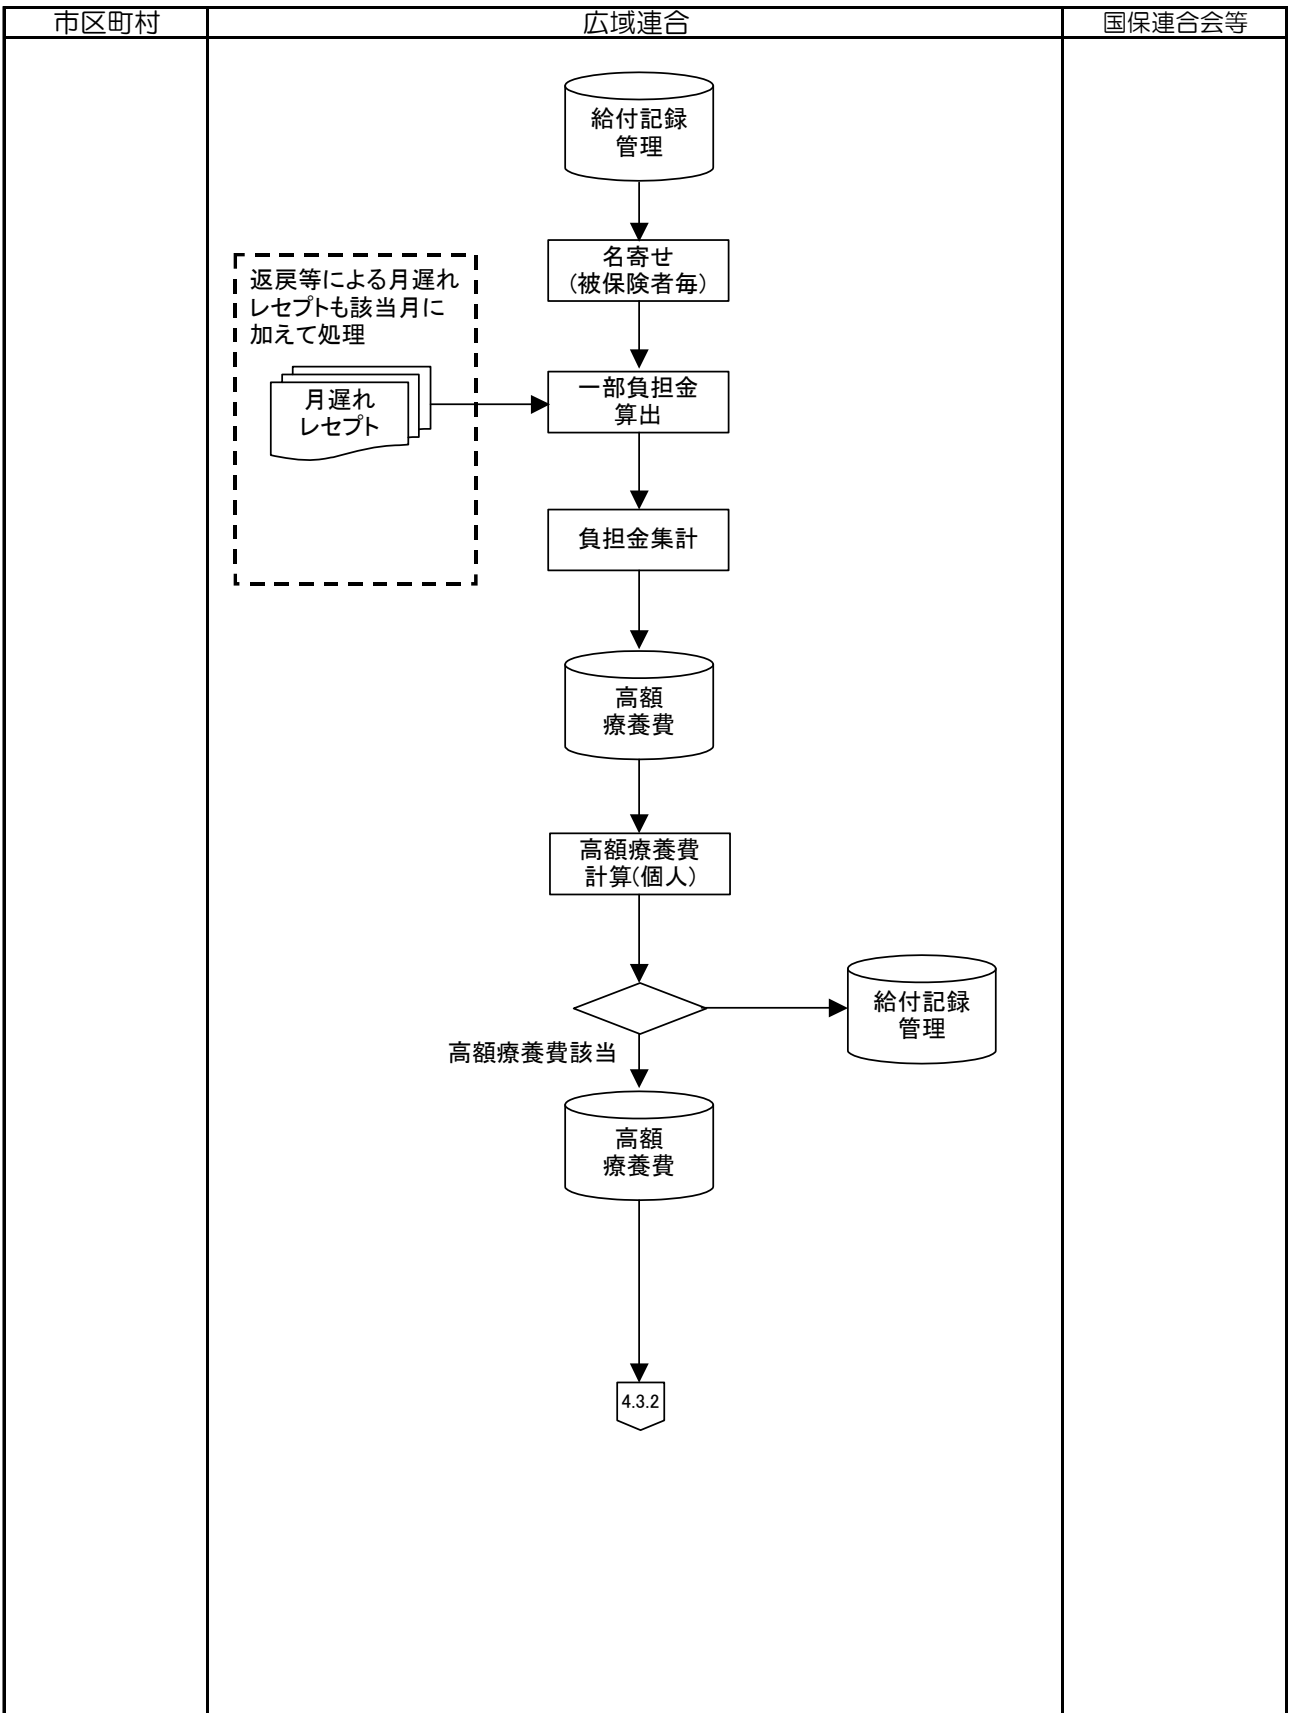 市区町村
広域連合
国保連合会等
給付記録
管理
名寄せ
(被保険者毎)
返戻等による月遅れ
レセプトも該当月に
加えて処理
月遅れ
レセプト
一部負担金
算出
負担金集計
高額
療養費
高額療養費
計算(個人)
給付記録
管理
高額療養費該当
高額
療養費
4.3.2